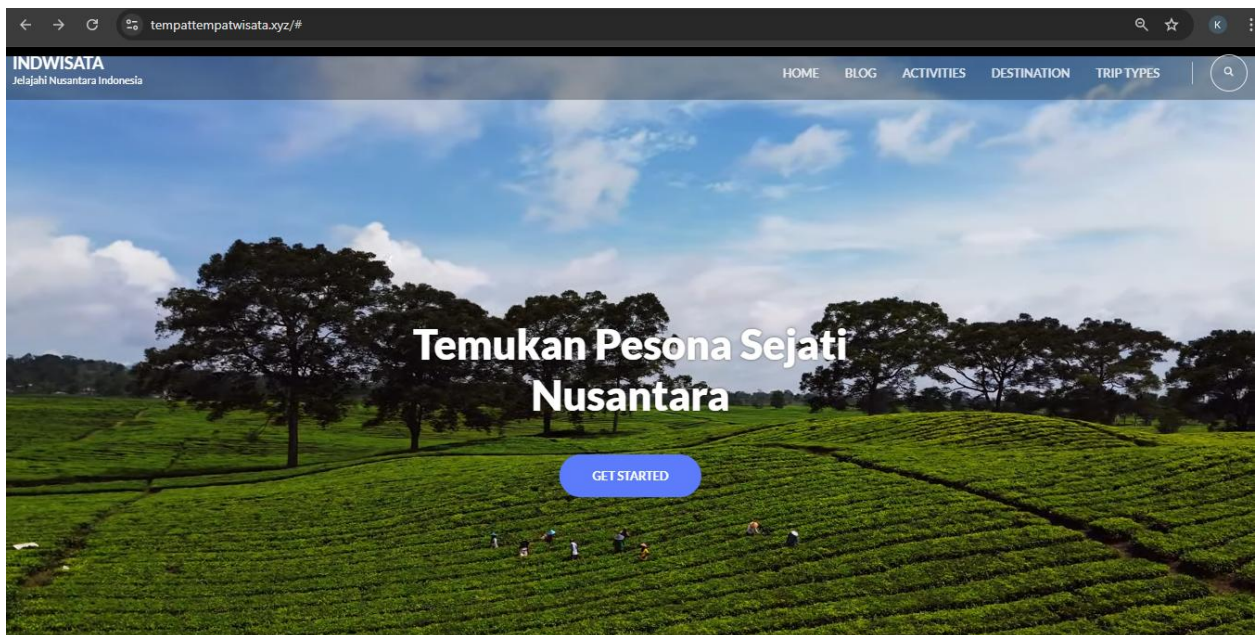 tempattempatwisata.xyz/#
K
INDWISATA
Jelajahi Nusantara Indonesia
HOME BLOG ACTIVITIES DESTINATION TRIP TYPES
Temukan Pesona Sejati
Nusantara
GET STARTED